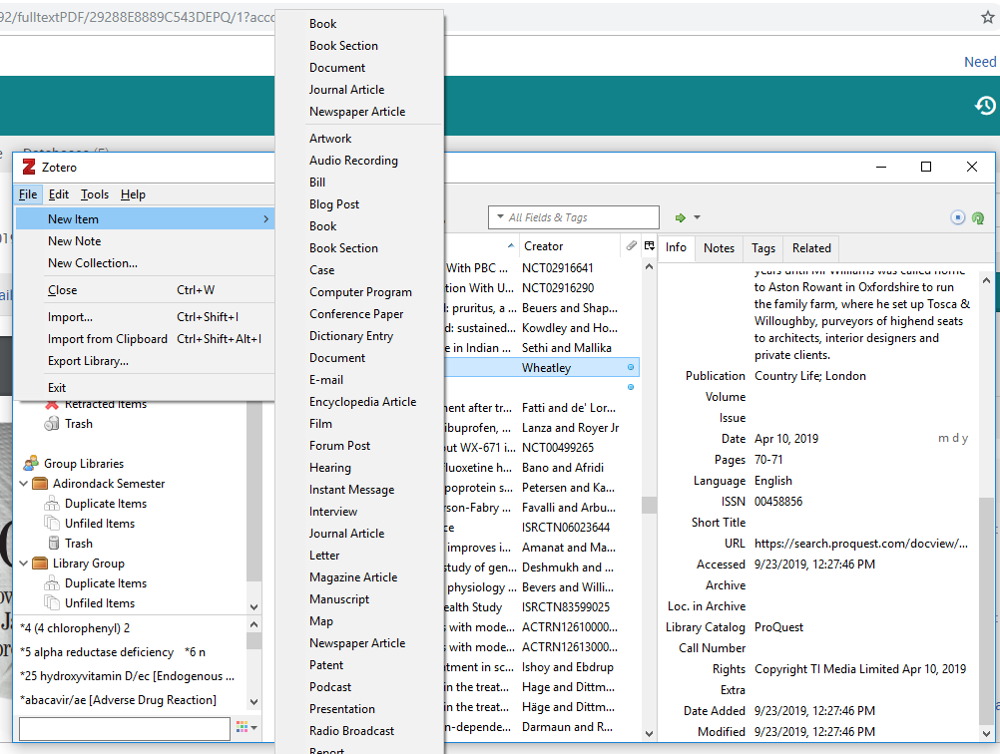 92/fulltextPDF/29288E8889C543DEPQ/1?acco
Need
Databases (5)
Zotero
File Edit Tools Help
New Item
New Note
New Collection...
Close Ctrl+W
Import... Ctrl+Shift+I
Import from Clipboard Ctrl+Shift+Alt+I
Export Library...
Exit
Retracted Items
Trash
Group Libraries
Adirondack Semester
Duplicate Items
Unfiled Items
Trash
Library Group
Duplicate Items
Unfiled Items
*4 (4 chlorophenyl) 2
*5 alpha reductase deficiency *6 n
*25 hydroxyvitamin D/ec [Endogenous ...
*abacavir/ae [Adverse Drug Reaction]
Book
Book Section
Document
Journal Article
Newspaper Article
Artwork
Audio Recording
Bill
Blog Post
Book
Book Section
Case
Computer Program
Conference Paper
Dictionary Entry
Document
E-mail
Encyclopedia Article
Film
Forum Post
Hearing
Instant Message
Interview
Journal Article
Letter
Magazine Article
Manuscript
Map
Newspaper Article
Patent
Podcast
Presentation
Radio Broadcast
Report
All Fields & Tags
Creator
With PBC ... NCT02916641
tion With U... NCT02916290
d: pruritus, a ... Beuers and Shap...
d: sustained... Kowdley and Ho...
e in Indian ... Sethi and Mallika
Wheatley
ent after tr... Fatti and de' Lor...
ibuprofen, ... Lanza and Royer Jr
out WX-671 i... NCT00499265
fluoxetine h... Bano and Afridi
poprotein s... Petersen and Ka...
rson-Fabry ... Favalli and Arbu...
ce ISRCTN06023644
improves i... Amanat and Ma...
study of gen... Deshmukh and ...
physiology ... Bevers and Willi...
ealth Study ISRCTN83599025
s with mode... ACTRN12610000...
s with mode... ACTRN12613000...
atment in sc... Ishoy and Ebdrup
in the treat... Hage and Dittm...
in the treat... Häge and Dittm...
n-depende... Darmaun and R...
Info Notes Tags Related
years until Mr Williams was called home
to Aston Rowant in Oxfordshire to run
the family farm, where he set up Tosca &
Willoughby, purveyors of highend seats
to architects, interior designers and
private clients.
Publication Country Life; London
Volume
Issue
Date Apr 10, 2019 m d y
Pages 70-71
Language English
ISSN 00458856
Short Title
URL https://search.proquest.com/docview/...
Accessed 9/23/2019, 12:27:46 PM
Archive
Loc. in Archive
Library Catalog ProQuest
Call Number
Rights Copyright TI Media Limited Apr 10, 2019
Extra
Date Added 9/23/2019, 12:27:46 PM
Modified 9/23/2019, 12:27:46 PM